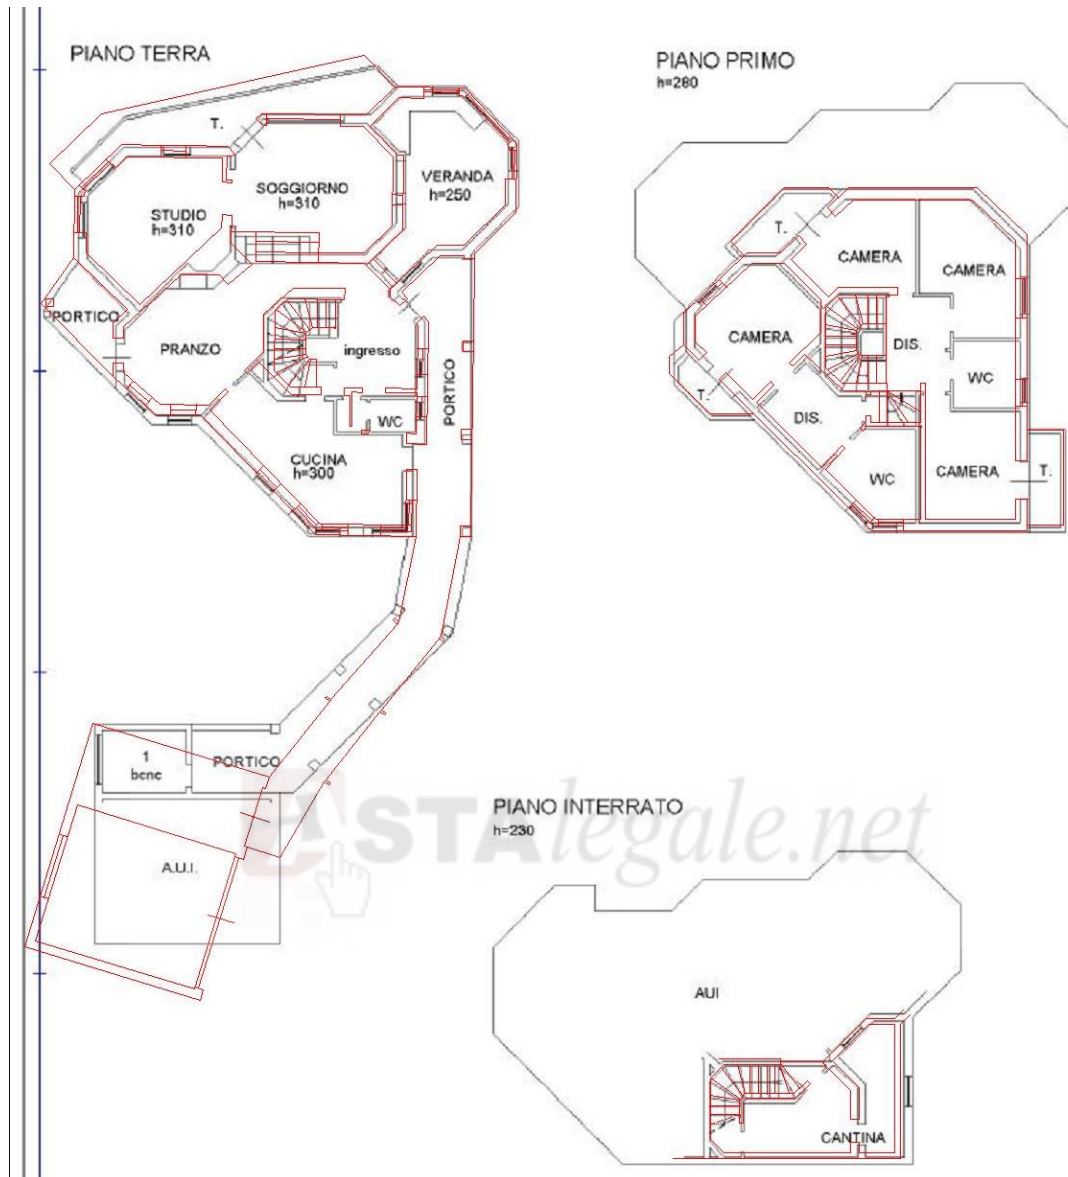 PIANO TERRA
T.
SOGGIORNO
h=310
VERANDA
h=250
STUDIO
h=310
PORTICO
PRANZO
ingresso
PORTICO
WC
CUCINA
h=300
PORTICO
1
bene
A.U.I.
PIANO PRIMO
h=280
T.
CAMERA
CAMERA
CAMERA
DIS.
WC
T.
DIS.
WC
CAMERA
T.
ASTAlegale.net
PIANO INTERRATO
h=230
AUI
CANTINA